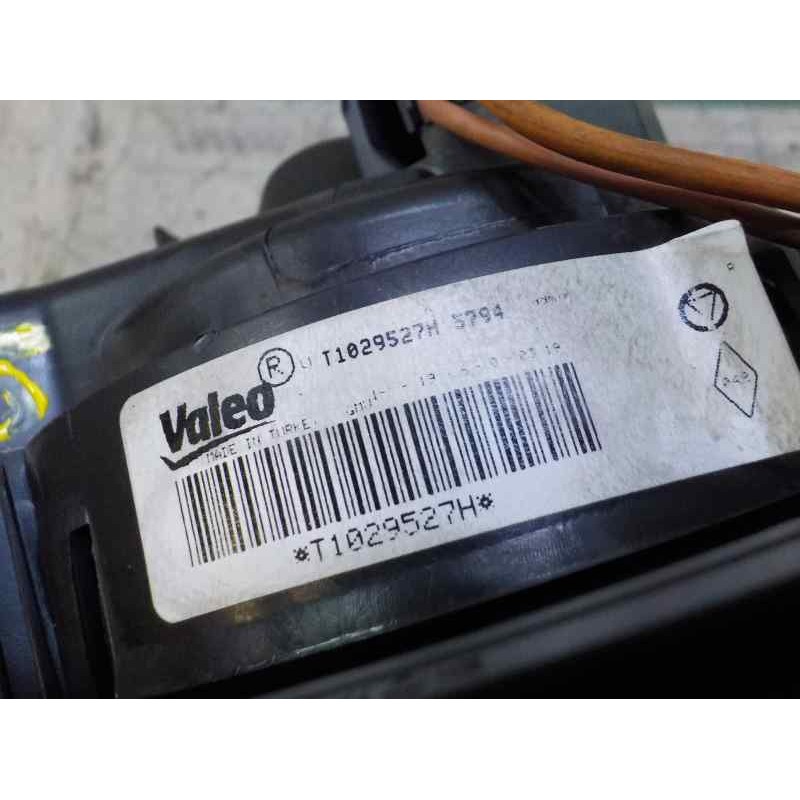 T1029527H 5794
Valeo
MADE IN TURKEY
*T1029527H*